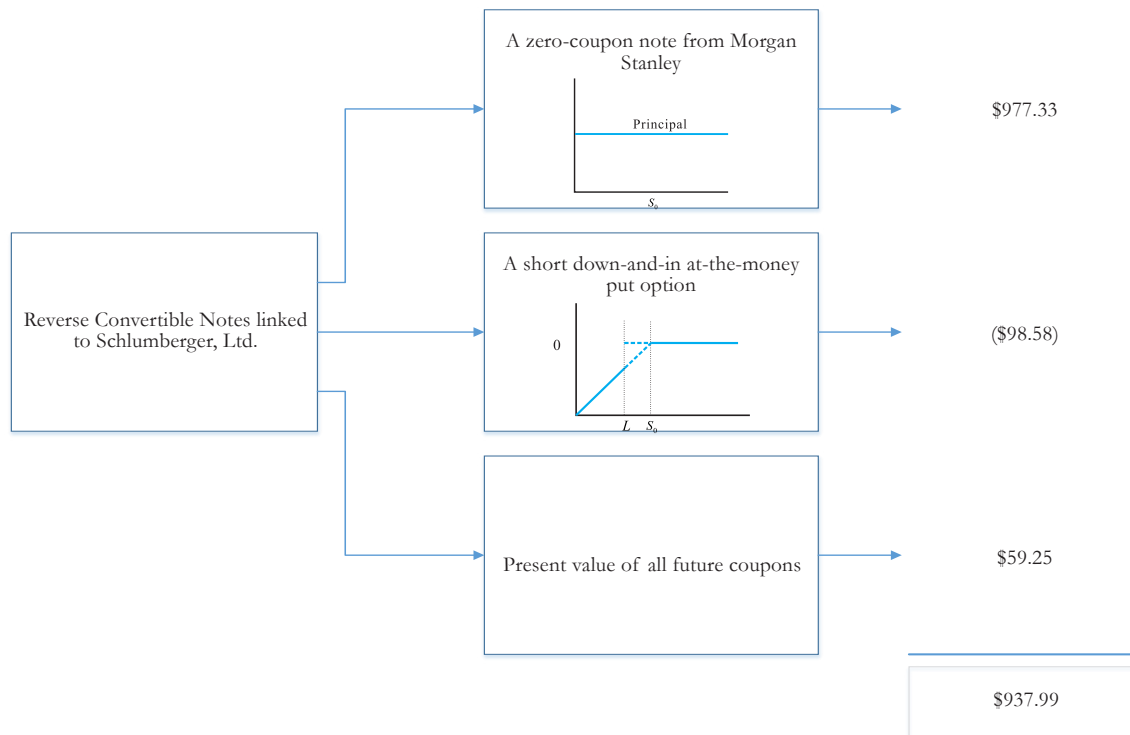 A zero-coupon note from Morgan
Stanley
Principal
S₀
$977.33
Reverse Convertible Notes linked
to Schlumberger, Ltd.
A short down-and-in at-the-money
put option
0
L S₀
($98.58)
Present value of all future coupons
$59.25
$937.99